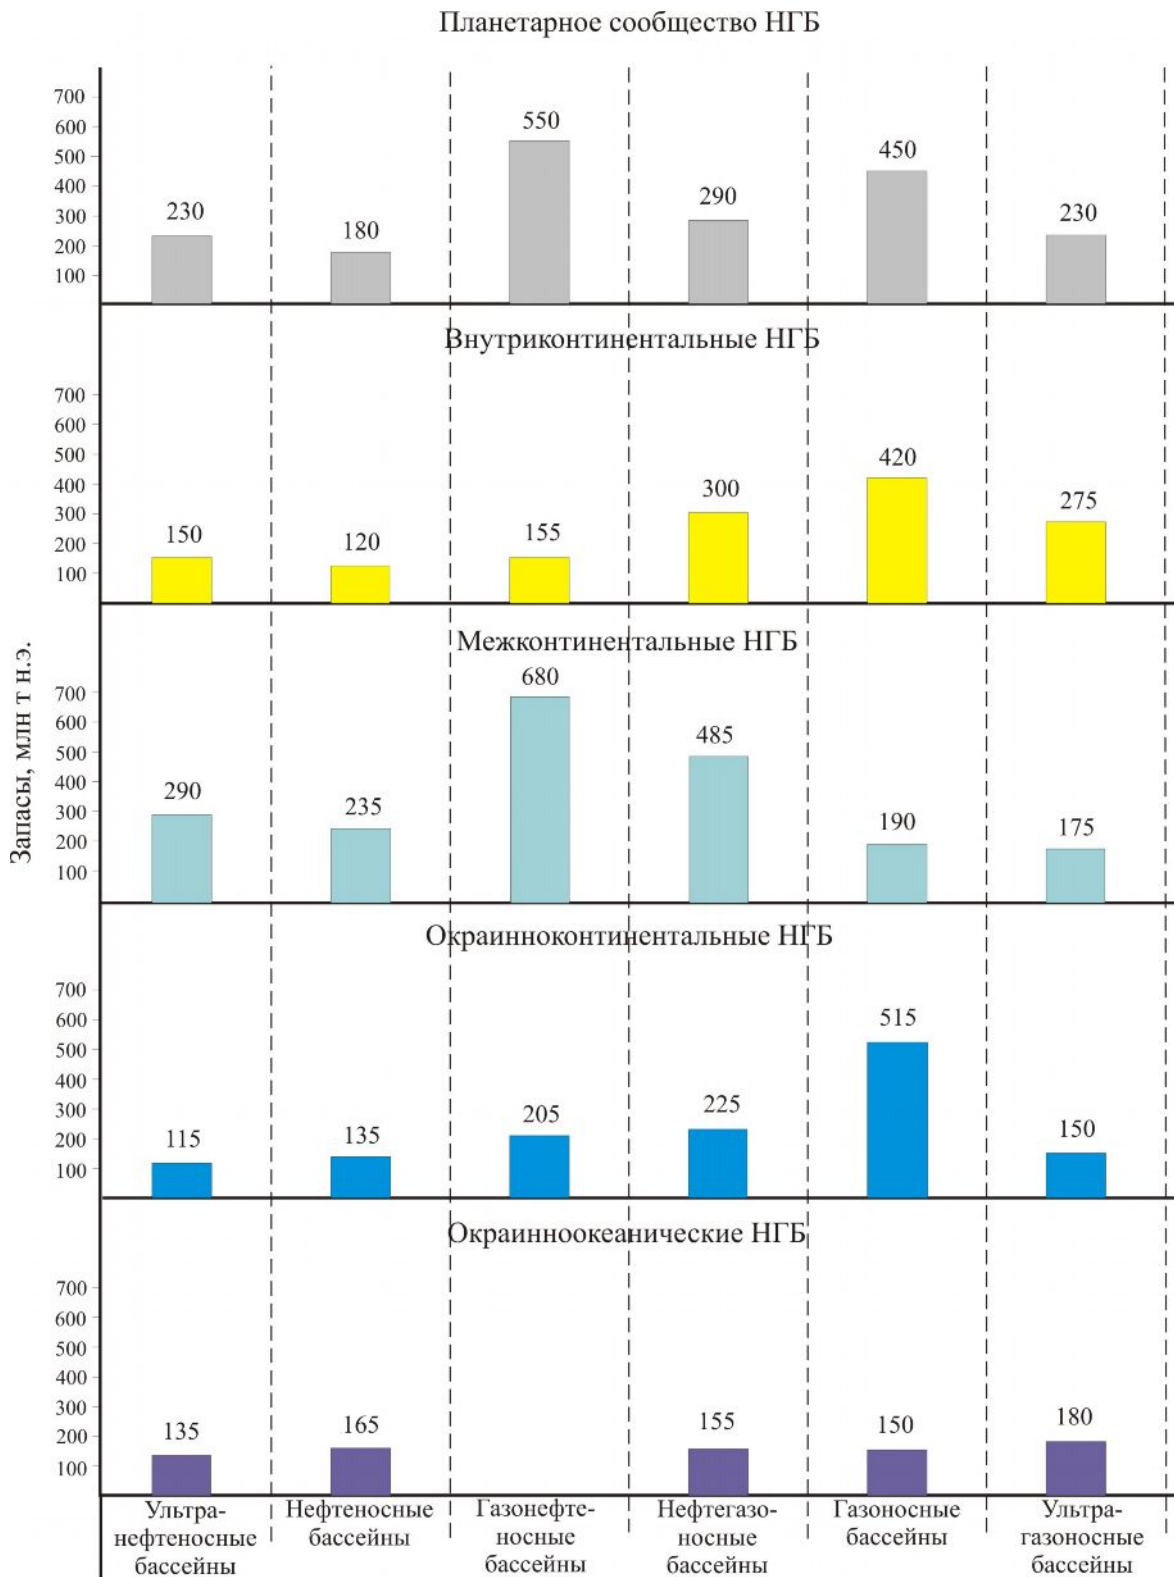 Планетарное сообщество НГБ
700
600
500
400
300
200
100
230
180
550
290
450
230
Внутриконтинентальные НГБ
700
600
500
400
300
200
100
150
120
155
300
420
275
Запасы, млн т н.э.
Межконтинентальные НГБ
700
600
500
400
300
200
100
290
235
680
485
190
175
Окраинноконтинентальные НГБ
700
600
500
400
300
200
100
115
135
205
225
515
150
Окраинноокеанические НГБ
700
600
500
400
300
200
100
135
165
155
150
180
Ультра-
нефтеносные
бассейны
Нефтеносные
бассейны
Газонефте-
носные
бассейны
Нефтегазо-
носные
бассейны
Газоносные
бассейны
Ультра-
газоносные
бассейны